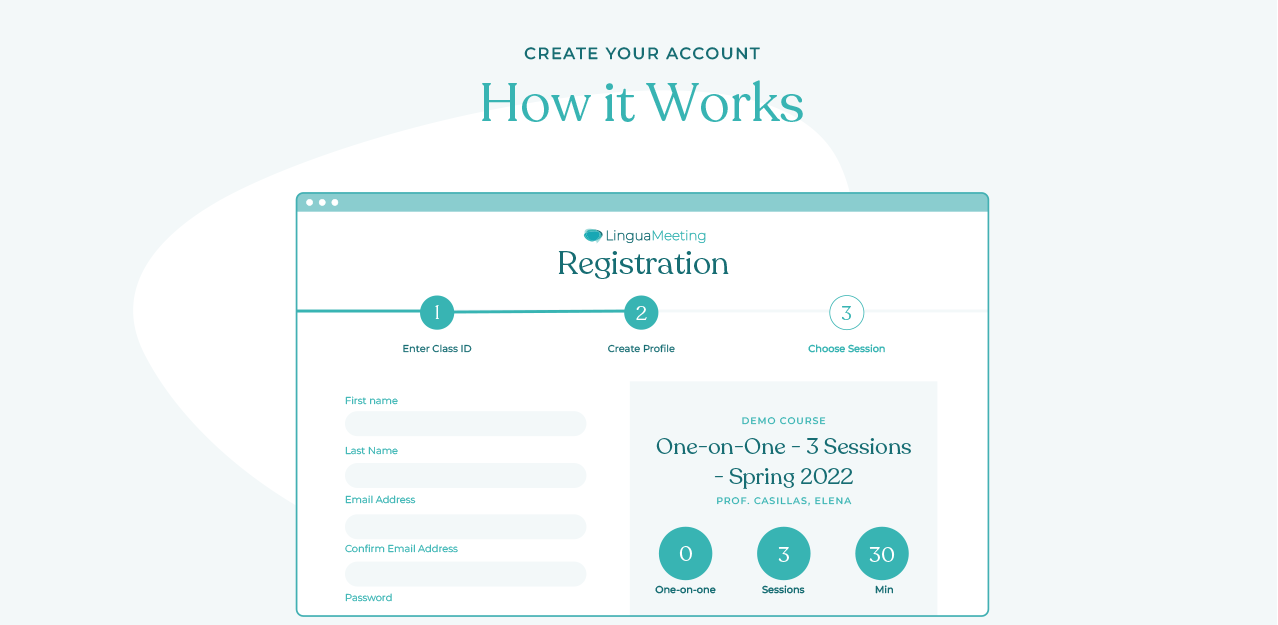 CREATE YOUR ACCOUNT
How it Works
LinguaMeeting
Registration
1
2
3
Enter Class ID
Create Profile
Choose Session
First name
Last Name
Email Address
Confirm Email Address
Password
DEMO COURSE
One-on-One - 3 Sessions
- Spring 2022
PROF. CASILLAS, ELENA
0
3
30
One-on-one
Sessions
Min